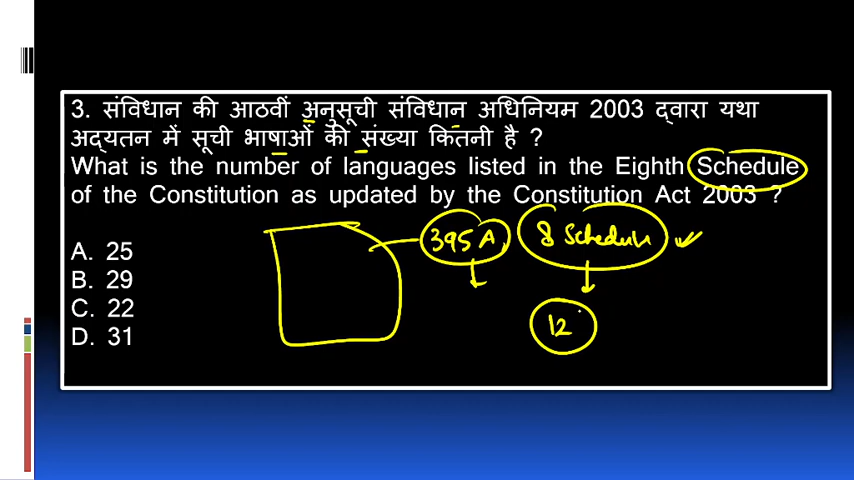 3. संविधान की आठवीं अनुसूची संविधान अधिनियम 2003 द्वारा यथा
अद्यतन में सूची भाषाओं की संख्या कितनी है ?
What is the number of languages listed in the Eighth Schedule
of the Constitution as updated by the Constitution Act 2003 ?
395 A
8 Schedule
A. 25
B. 29
C. 22
12
D. 31